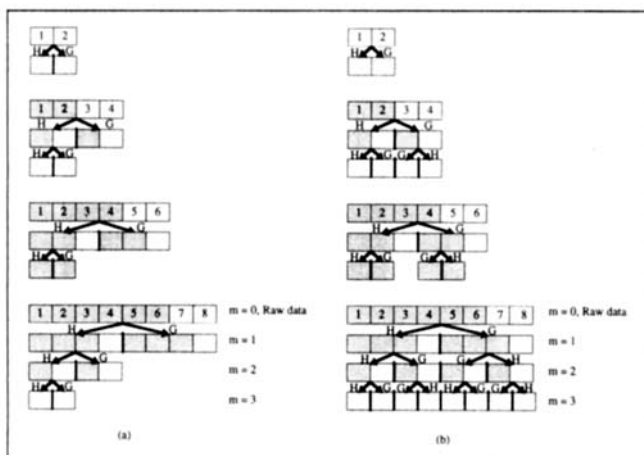 1 2
H G
1 2 3 4
H G
H G
1 2 3 4 5 6
H G
H G
1 2 3 4 5 6 7 8 m = 0, Raw data
H G m = 1
H G m = 2
H G m = 3
(a)
1 2
H G
1 2 3 4
H G
H G G H
1 2 3 4 5 6
H G
H G G H
1 2 3 4 5 6 7 8 m = 0, Raw data
H G m = 1
H G G H m = 2
H G G H H G G H m = 3
(b)